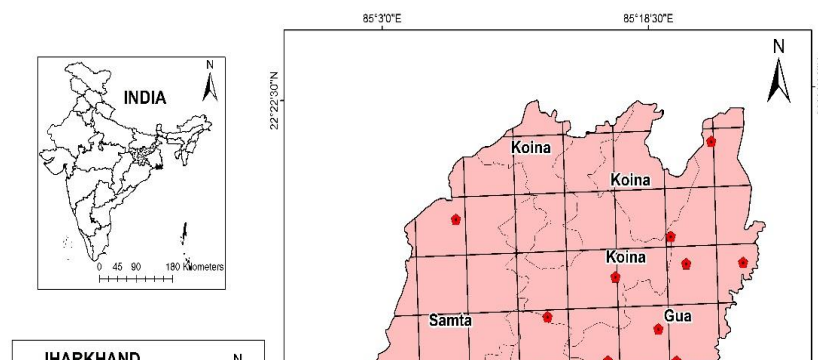 85°3'0"E
85°18'30"E
N
N
INDIA
22°22'30"N
Koina
Koina
Koina
0 45 90 180 Kilometers
Samta
Gua
JHARKHAND
N